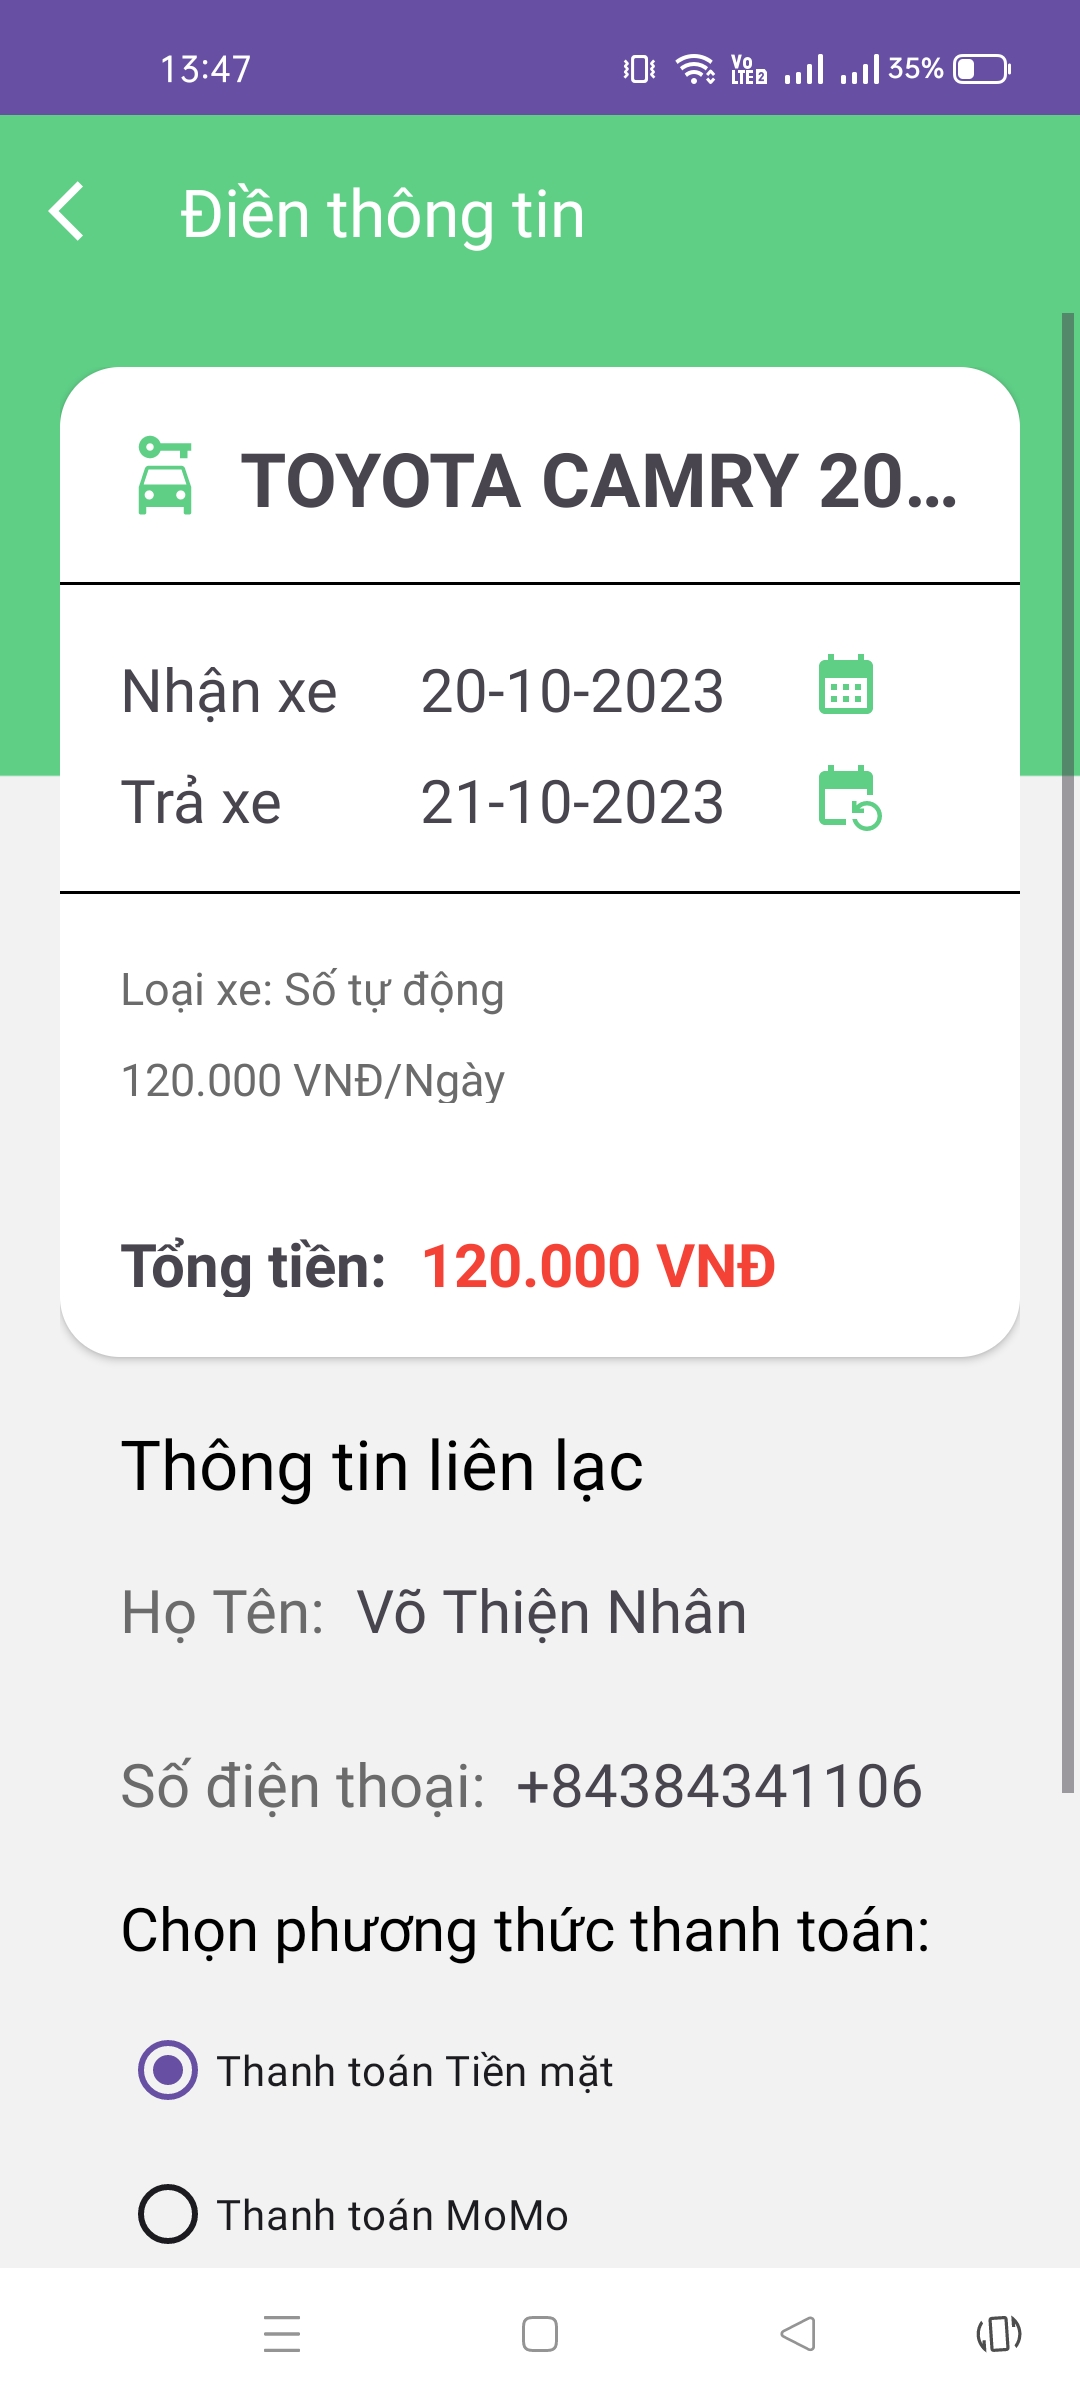 13:47
Vo LTE 2
35%
Điền thông tin
TOYOTA CAMRY 20...
Nhận xe 20-10-2023
Trả xe 21-10-2023
Loại xe: Số tự động
120.000 VNĐ/Ngày
Tổng tiền: 120.000 VNĐ
Thông tin liên lạc
Họ Tên: Võ Thiện Nhân
Số điện thoại: +84384341106
Chọn phương thức thanh toán:
Thanh toán Tiền mặt
Thanh toán MoMo